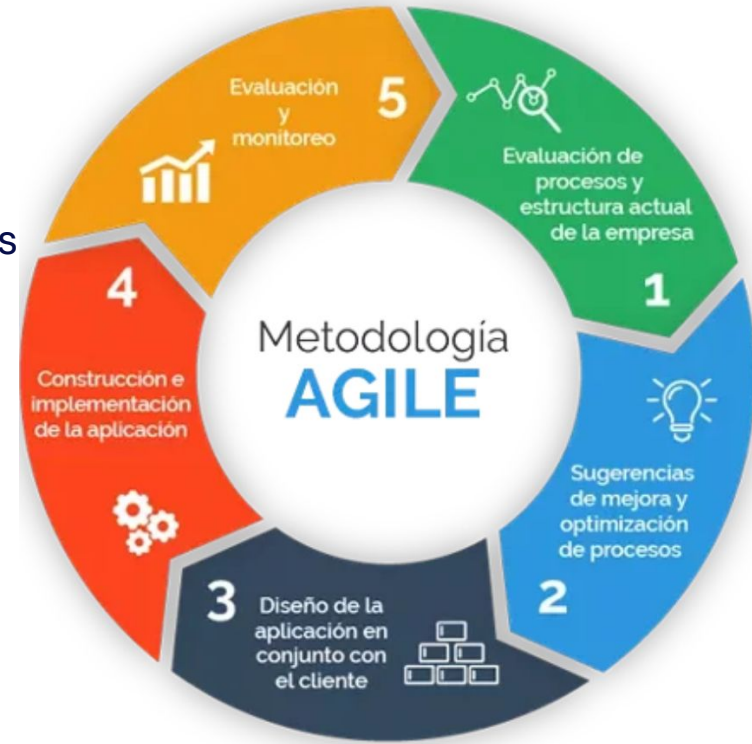 Metodología
AGILE
Evaluación de
procesos y
estructura actual
de la empresa
1
Sugerencias
de mejora y
optimización
de procesos
2
3
Diseño de la
aplicación en
conjunto con
el cliente
4
Construcción e
implementación
de la aplicación
Evaluación
y
monitoreo
5
s